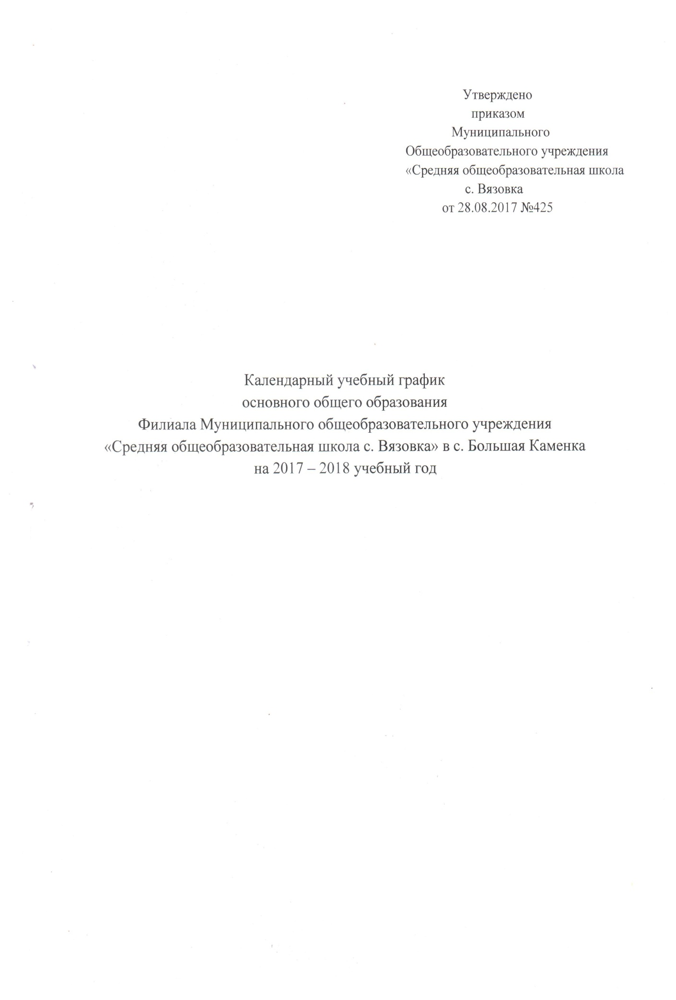 Утверждено
приказом
Муниципального
Общеобразовательного учреждения
«Средняя общеобразовательная школа
с. Вязовка
от 28.08.2017 №425
Календарный учебный график
основного общего образования
Филиала Муниципального общеобразовательного учреждения
«Средняя общеобразовательная школа с. Вязовка» в с. Большая Каменка
на 2017 – 2018 учебный год